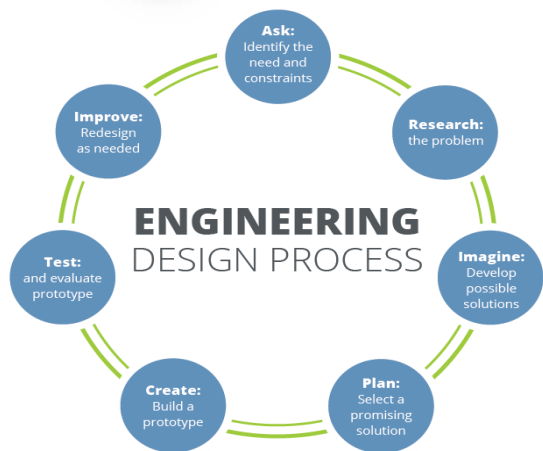 Ask:
Identify the
need and
constraints
Research:
the problem
Imagine:
Develop
possible
solutions
Plan:
Select a
promising
solution
Create:
Build a
prototype
Test:
and evaluate
prototype
Improve:
Redesign
as needed
ENGINEERING
DESIGN PROCESS